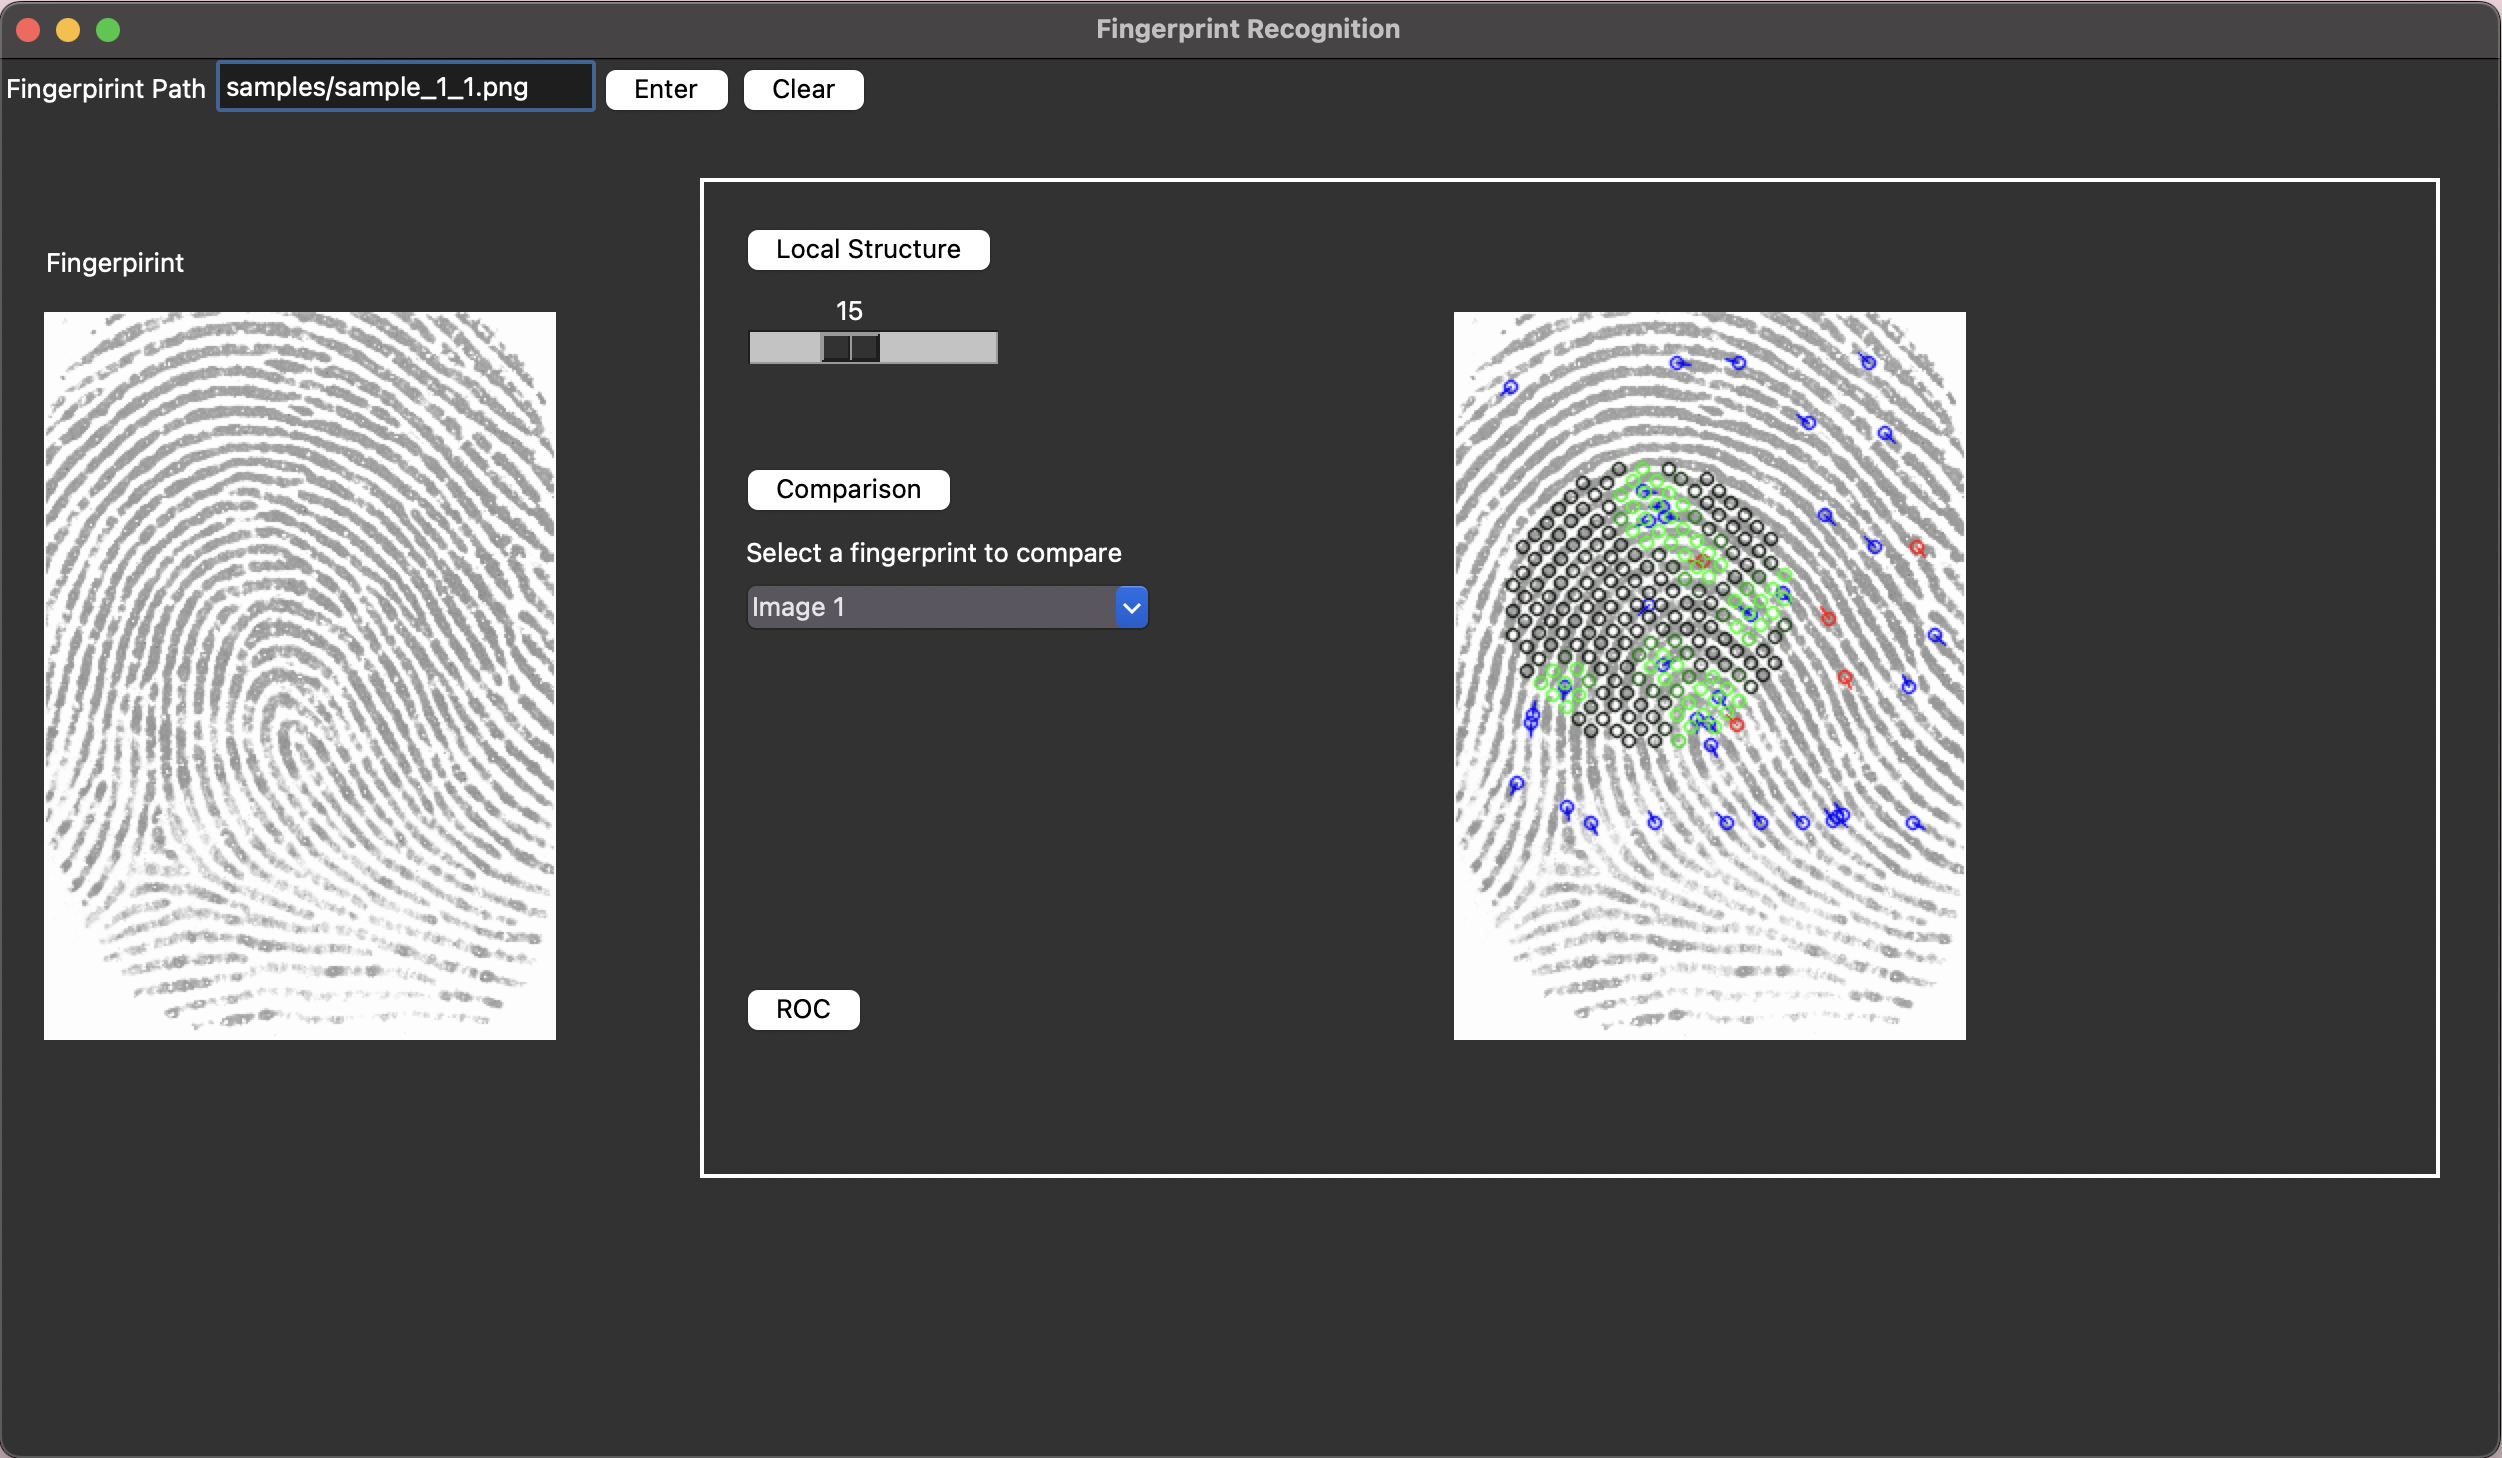 Fingerprint Recognition
Fingerpirint Path samples/sample_1_1.png Enter Clear
Fingerpirint
Local Structure
15
Comparison
Select a fingerprint to compare
Image 1
ROC